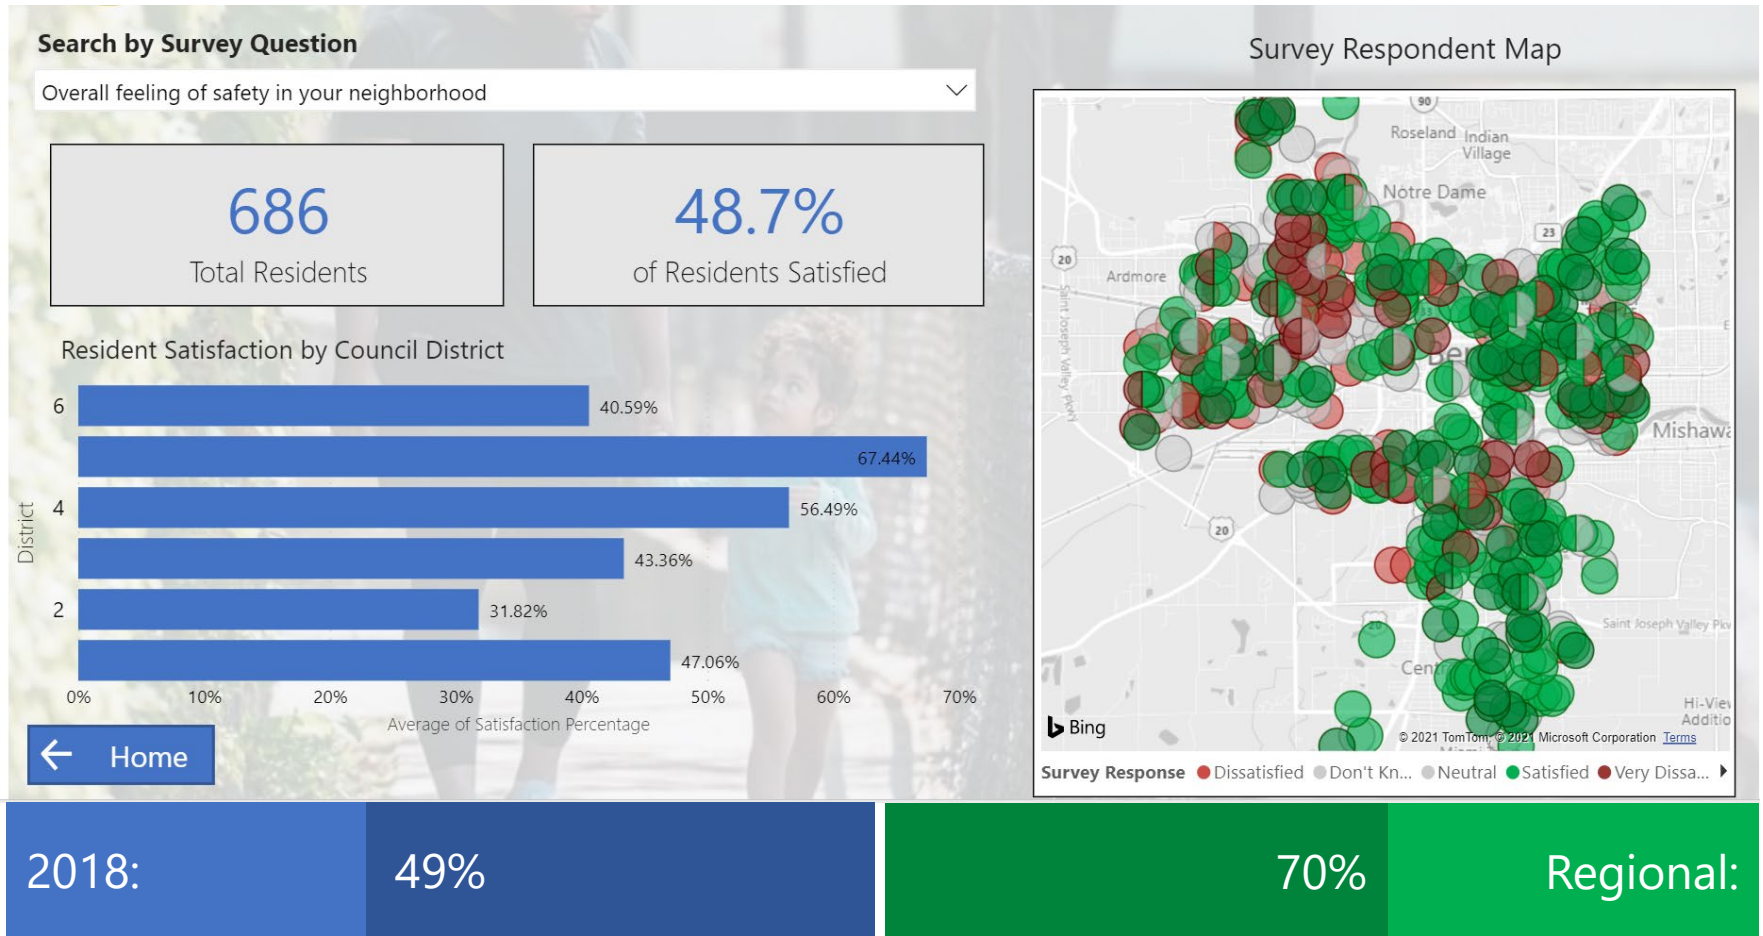 Search by Survey Question
Overall feeling of safety in your neighborhood
686
Total Residents
48.7%
of Residents Satisfied
Resident Satisfaction by Council District
District
6
40.59%
67.44%
4
56.49%
43.36%
2
31.82%
47.06%
0% 10% 20% 30% 40% 50% 60% 70%
Average of Satisfaction Percentage
Home
Survey Respondent Map
90
Roseland
Indian
Village
Notre Dame
23
20
Ardmore
Saint Joseph Valley Pkwy
Ben
Mishawa
20
20
Saint Joseph Valley Pkw
Cent
Hi-View
Additio
Bing
© 2021 TomTom, © 2021 Microsoft Corporation Terms
Survey Response Dissatisfied Don't Kn... Neutral Satisfied Very Dissa...
2018:
49%
70%
Regional: